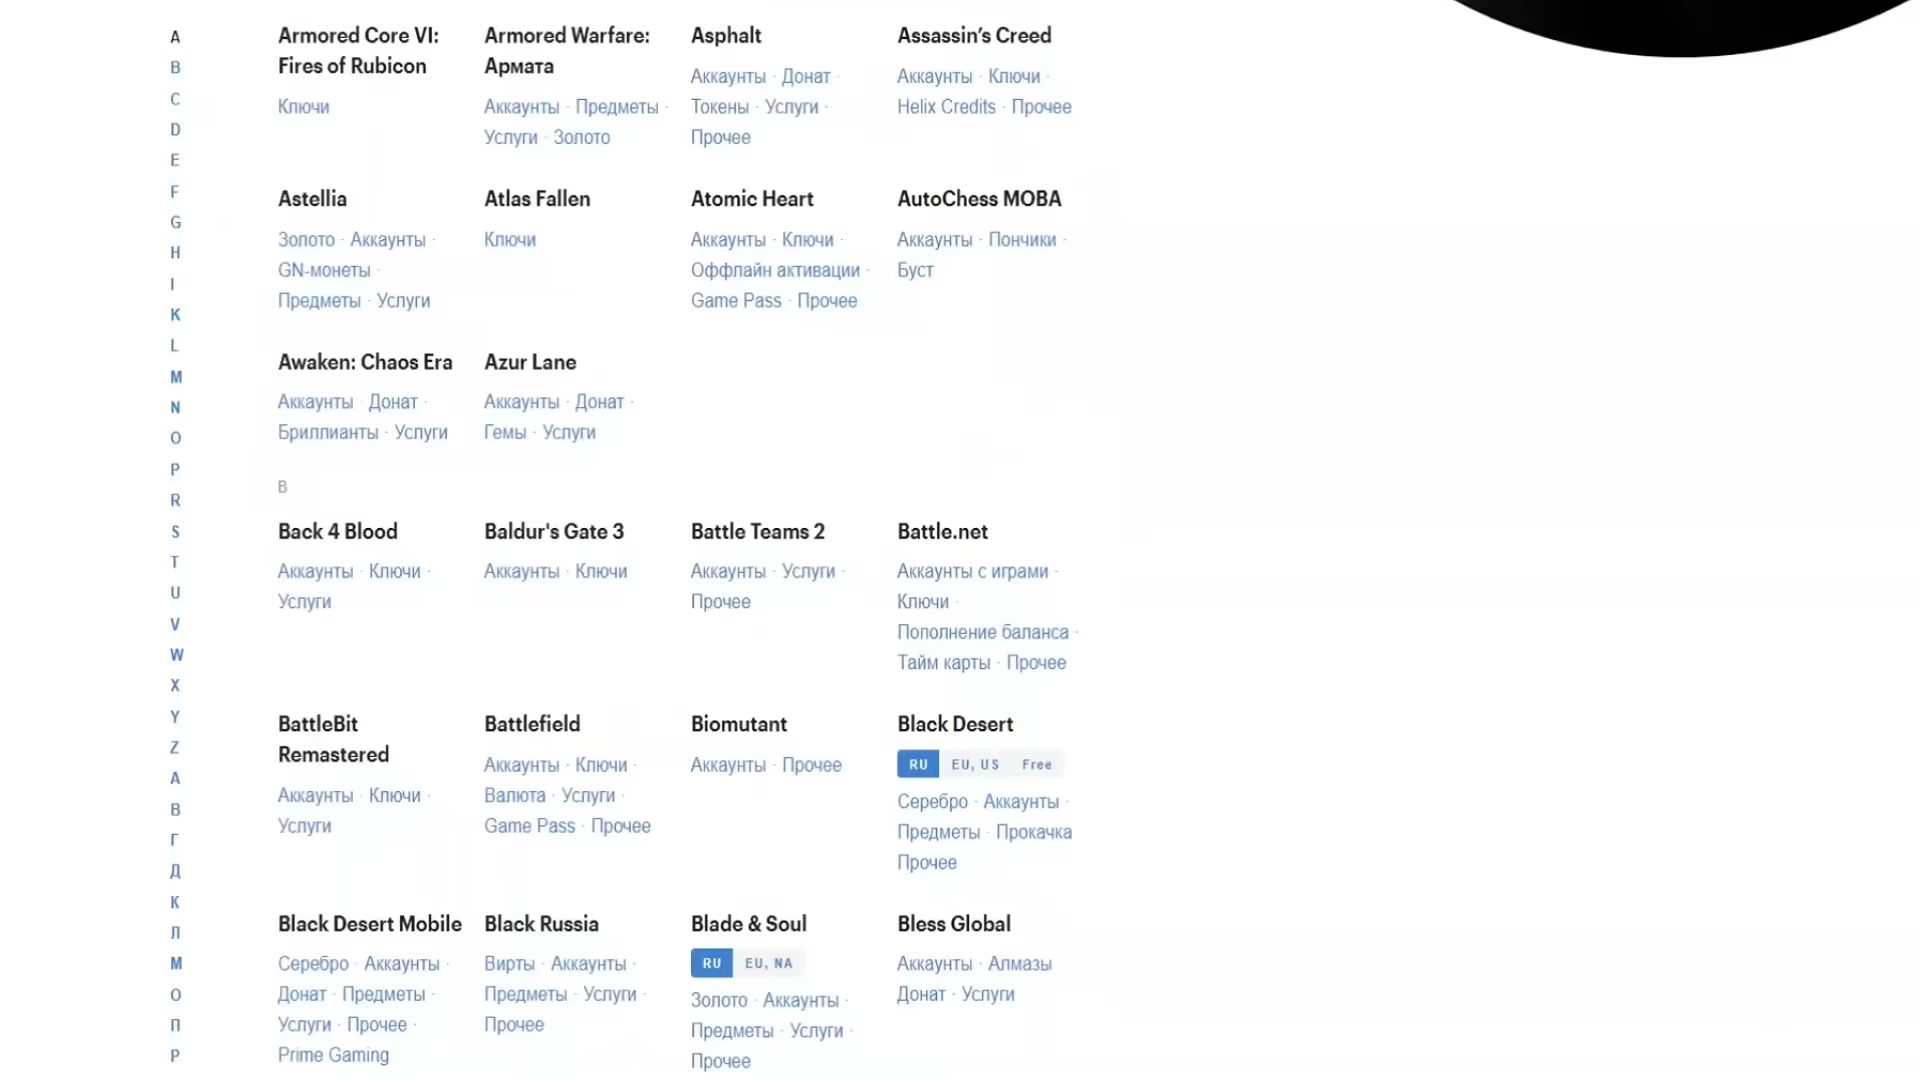 A
B
C
D
E
F
G
H
I
K
L
M
N
O
P
R
S
T
U
V
W
X
Y
Z
А
В
Г
Д
К
Л
М
О
П
Р
Armored Core VI:
Fires of Rubicon
Ключи
Armored Warfare:
Армата
Аккаунты · Предметы ·
Услуги · Золото
Asphalt
Аккаунты · Донат ·
Токены · Услуги ·
Прочее
Assassin’s Creed
Аккаунты · Ключи ·
Helix Credits · Прочее
Astellia
Золото · Аккаунты ·
GN-монеты ·
Предметы · Услуги
Atlas Fallen
Ключи
Atomic Heart
Аккаунты · Ключи ·
Оффлайн активации ·
Game Pass · Прочее
AutoChess MOBA
Аккаунты · Пончики ·
Буст
Awaken: Chaos Era
Аккаунты · Донат ·
Бриллианты · Услуги
Azur Lane
Аккаунты · Донат ·
Гемы · Услуги
B
Back 4 Blood
Аккаунты · Ключи ·
Услуги
Baldur's Gate 3
Аккаунты · Ключи
Battle Teams 2
Аккаунты · Услуги ·
Прочее
Battle.net
Аккаунты с играми ·
Ключи ·
Пополнение баланса ·
Тайм карты · Прочее
BattleBit
Remastered
Аккаунты · Ключи ·
Услуги
Battlefield
Аккаунты · Ключи ·
Валюта · Услуги ·
Game Pass · Прочее
Biomutant
Аккаунты · Прочее
Black Desert
RU EU, US Free
Серебро · Аккаунты ·
Предметы · Прокачка
Прочее
Black Desert Mobile
Серебро · Аккаунты ·
Донат · Предметы ·
Услуги · Прочее ·
Prime Gaming
Black Russia
Вирты · Аккаунты ·
Предметы · Услуги ·
Прочее
Blade & Soul
RU EU, NA
Золото · Аккаунты ·
Предметы · Услуги ·
Прочее
Bless Global
Аккаунты · Алмазы
Донат · Услуги